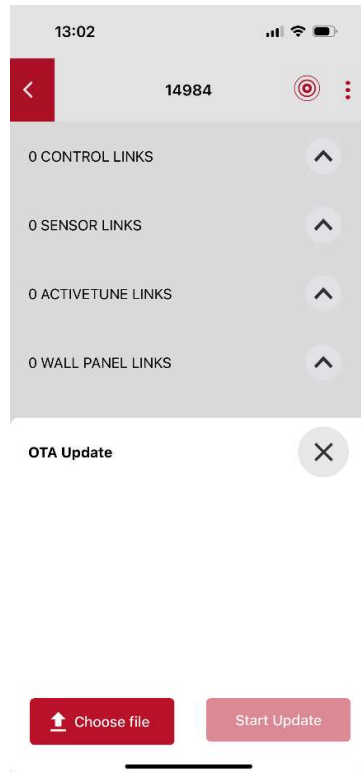 13:02
14984
0 CONTROL LINKS
0 SENSOR LINKS
0 ACTIVETUNE LINKS
0 WALL PANEL LINKS
OTA Update
Choose file
Start Update